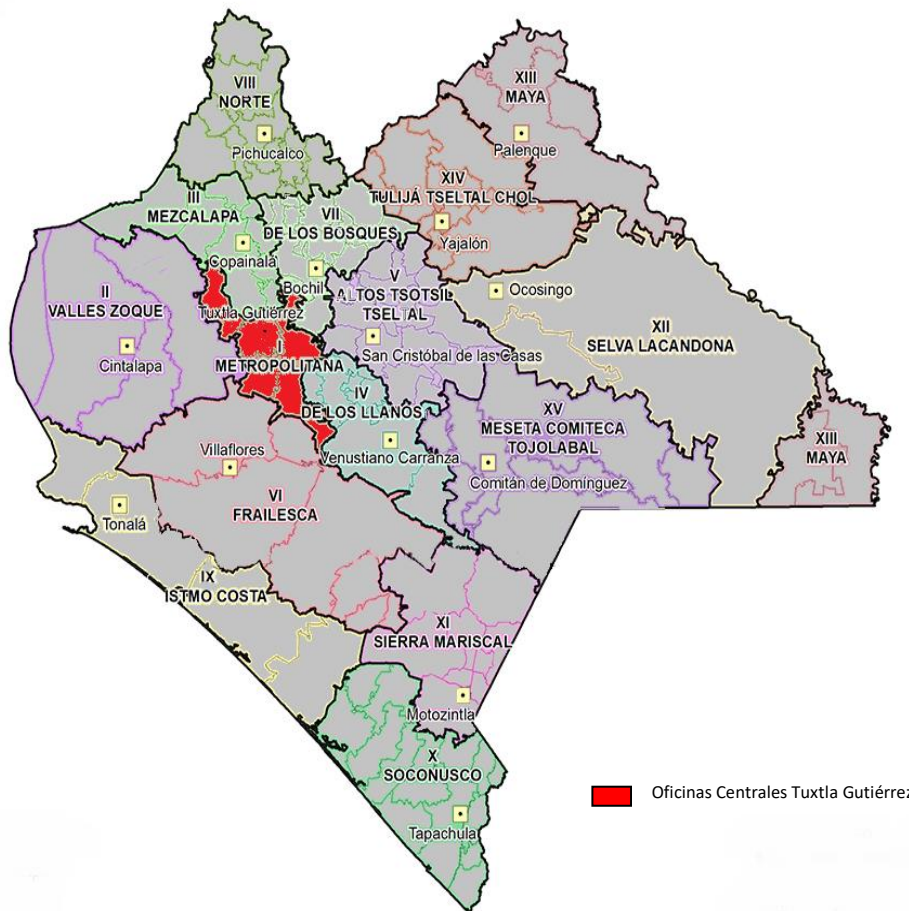 VIII
NORTE
Pichucalco
XIII
MAYA
Palenque
XIV
TULIJÁ TSELTAL CHOL
Yajalón
III
MEZCALAPA
Copainalá
VII
DE LOS BOSQUES
Bochil
V
ALTOS TSOTSIL
TSELTAL
San Cristóbal de las Casas
Ocosingo
XII
SELVA LACANDONA
II
VALLES ZOQUE
Cintalapa
Tuxtla Gutiérrez
I
METROPOLITANA
IV
DE LOS LLANOS
Venustiano Carranza
XV
MESETA COMITECA
TOJOLABAL
Comitán de Domínguez
XIII
MAYA
Villaflores
VI
FRAILESCA
Tonalá
IX
ISTMO COSTA
XI
SIERRA MARISCAL
Motozintla
X
SOCONUSCO
Tapachula
Oficinas Centrales Tuxtla Gutiérrez